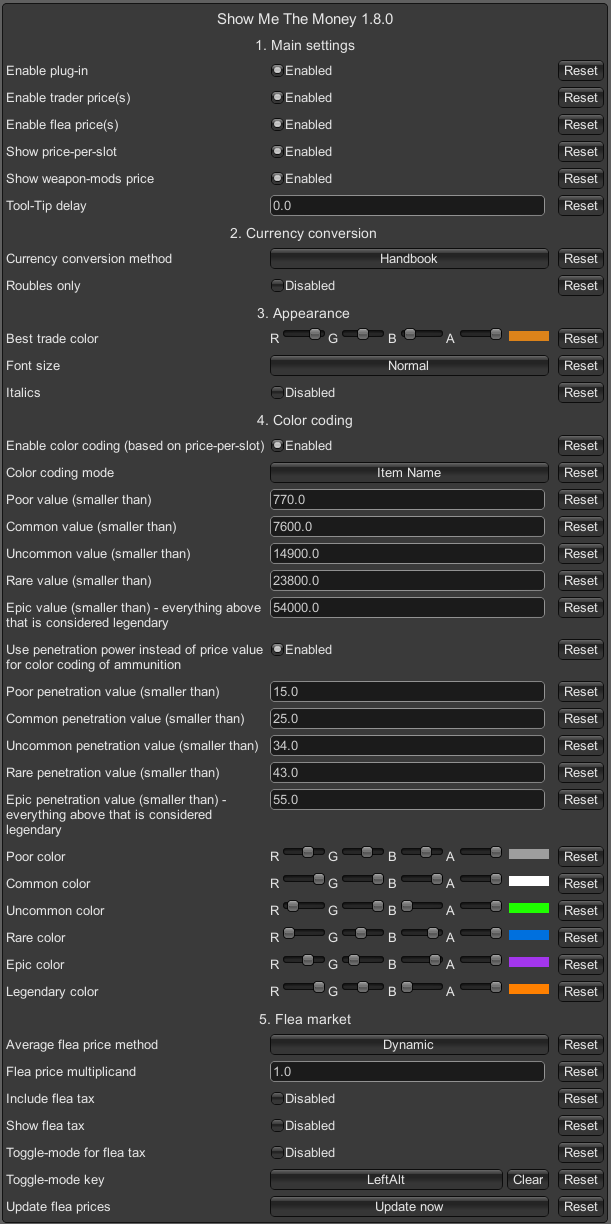 Show Me The Money 1.8.0
1. Main settings
Enable plug-in Enabled Reset
Enable trader price(s) Enabled Reset
Enable flea price(s) Enabled Reset
Show price-per-slot Enabled Reset
Show weapon-mods price Enabled Reset
Tool-Tip delay 0.0 Reset
2. Currency conversion
Currency conversion method Handbook Reset
Roubles only Disabled Reset
3. Appearance
Best trade color R G B A Reset
Font size Normal Reset
Italics Disabled Reset
4. Color coding
Enable color coding (based on price-per-slot) Enabled Reset
Color coding mode Item Name Reset
Poor value (smaller than) 770.0 Reset
Common value (smaller than) 7600.0 Reset
Uncommon value (smaller than) 14900.0 Reset
Rare value (smaller than) 23800.0 Reset
Epic value (smaller than) - everything above 54000.0 Reset
that is considered legendary
Use penetration power instead of price value Enabled Reset
for color coding of ammunition
Poor penetration value (smaller than) 15.0 Reset
Common penetration value (smaller than) 25.0 Reset
Uncommon penetration value (smaller than) 34.0 Reset
Rare penetration value (smaller than) 43.0 Reset
Epic penetration value (smaller than) - 55.0 Reset
everything above that is considered
legendary
Poor color R G B A Reset
Common color R G B A Reset
Uncommon color R G B A Reset
Rare color R G B A Reset
Epic color R G B A Reset
Legendary color R G B A Reset
5. Flea market
Average flea price method Dynamic Reset
Flea price multiplicand 1.0 Reset
Include flea tax Disabled Reset
Show flea tax Disabled Reset
Toggle-mode for flea tax Disabled Reset
Toggle-mode key LeftAlt Clear Reset
Update flea prices Update now Reset